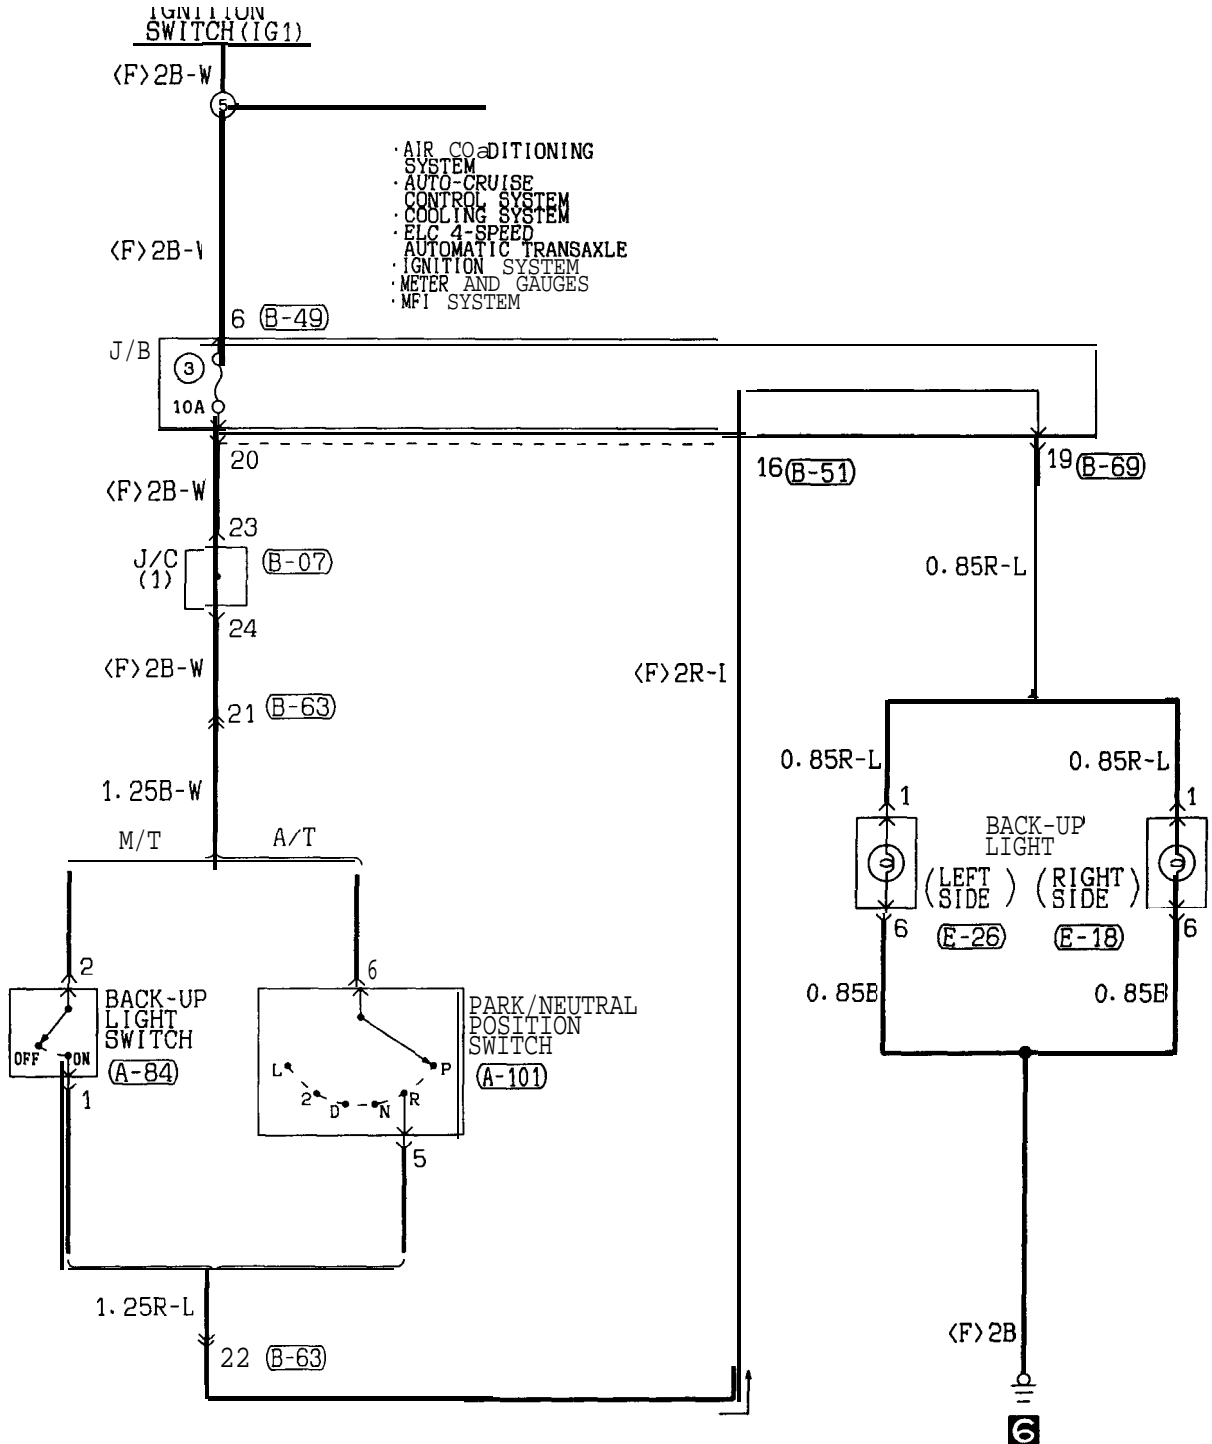 IGNITION
SWITCH(IG1)
<F>2B-W
5
·AIR COaDITIONING
SYSTEM
·AUTO-CRUISE
CONTROL SYSTEM
·COOLING SYSTEM
·ELC 4-SPEED
AUTOMATIC TRANSAXLE
·IGNITION SYSTEM
·METER AND GAUGES
·MFI SYSTEM
<F>2B-\
6 (B-49)
J/B
3
10A
20
16(B-51)
19(B-69)
<F>2B-W
23
J/C
(1)
(B-07)
0.85R-L
24
<F>2B-W
<F>2R-I
21 (B-63)
0.85R-L
0.85R-L
1.25B-W
1
1
M/T
A/T
BACK-UP
LIGHT
(LEFT
SIDE)
(RIGHT
SIDE)
6
(E-26)
(E-18)
6
2
6
0.85B
0.85B
BACK-UP
LIGHT
SWITCH
(A-84)
OFF
ON
1
PARK/NEUTRAL
POSITION
SWITCH
(A-101)
L
2
D
N
R
P
5
1.25R-L
22 (B-63)
<F>2B
6